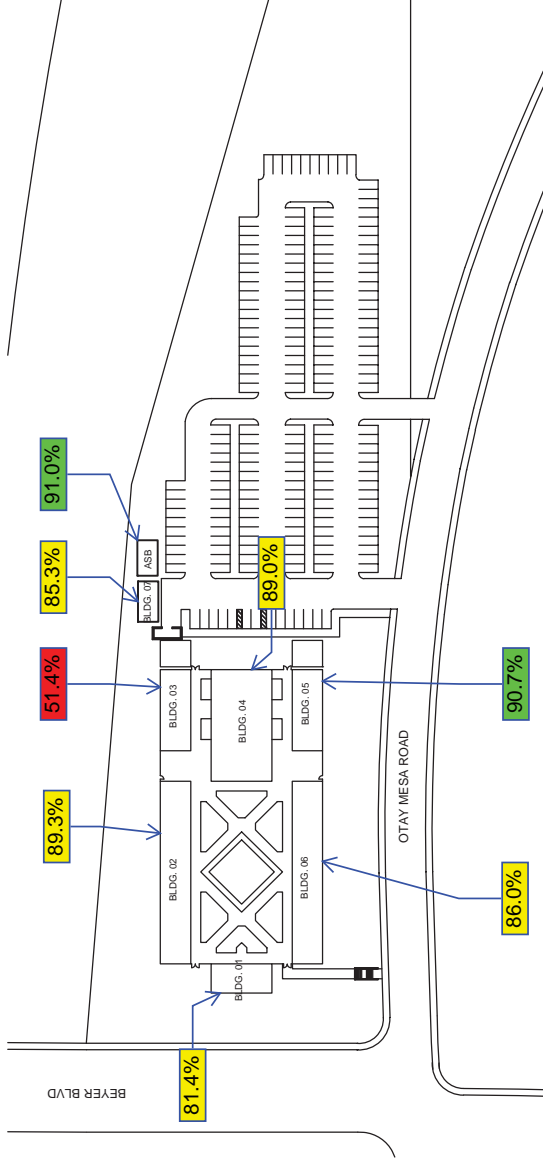 91.0%
85.3%
51.4%
89.3%
81.4%
ASB
BLDG. 07
89.0%
BLDG. 03
BLDG. 04
BLDG. 05
BLDG. 02
BLDG. 06
BLDG. 01
90.7%
86.0%
OTAY MESA ROAD
BEYER BLVD